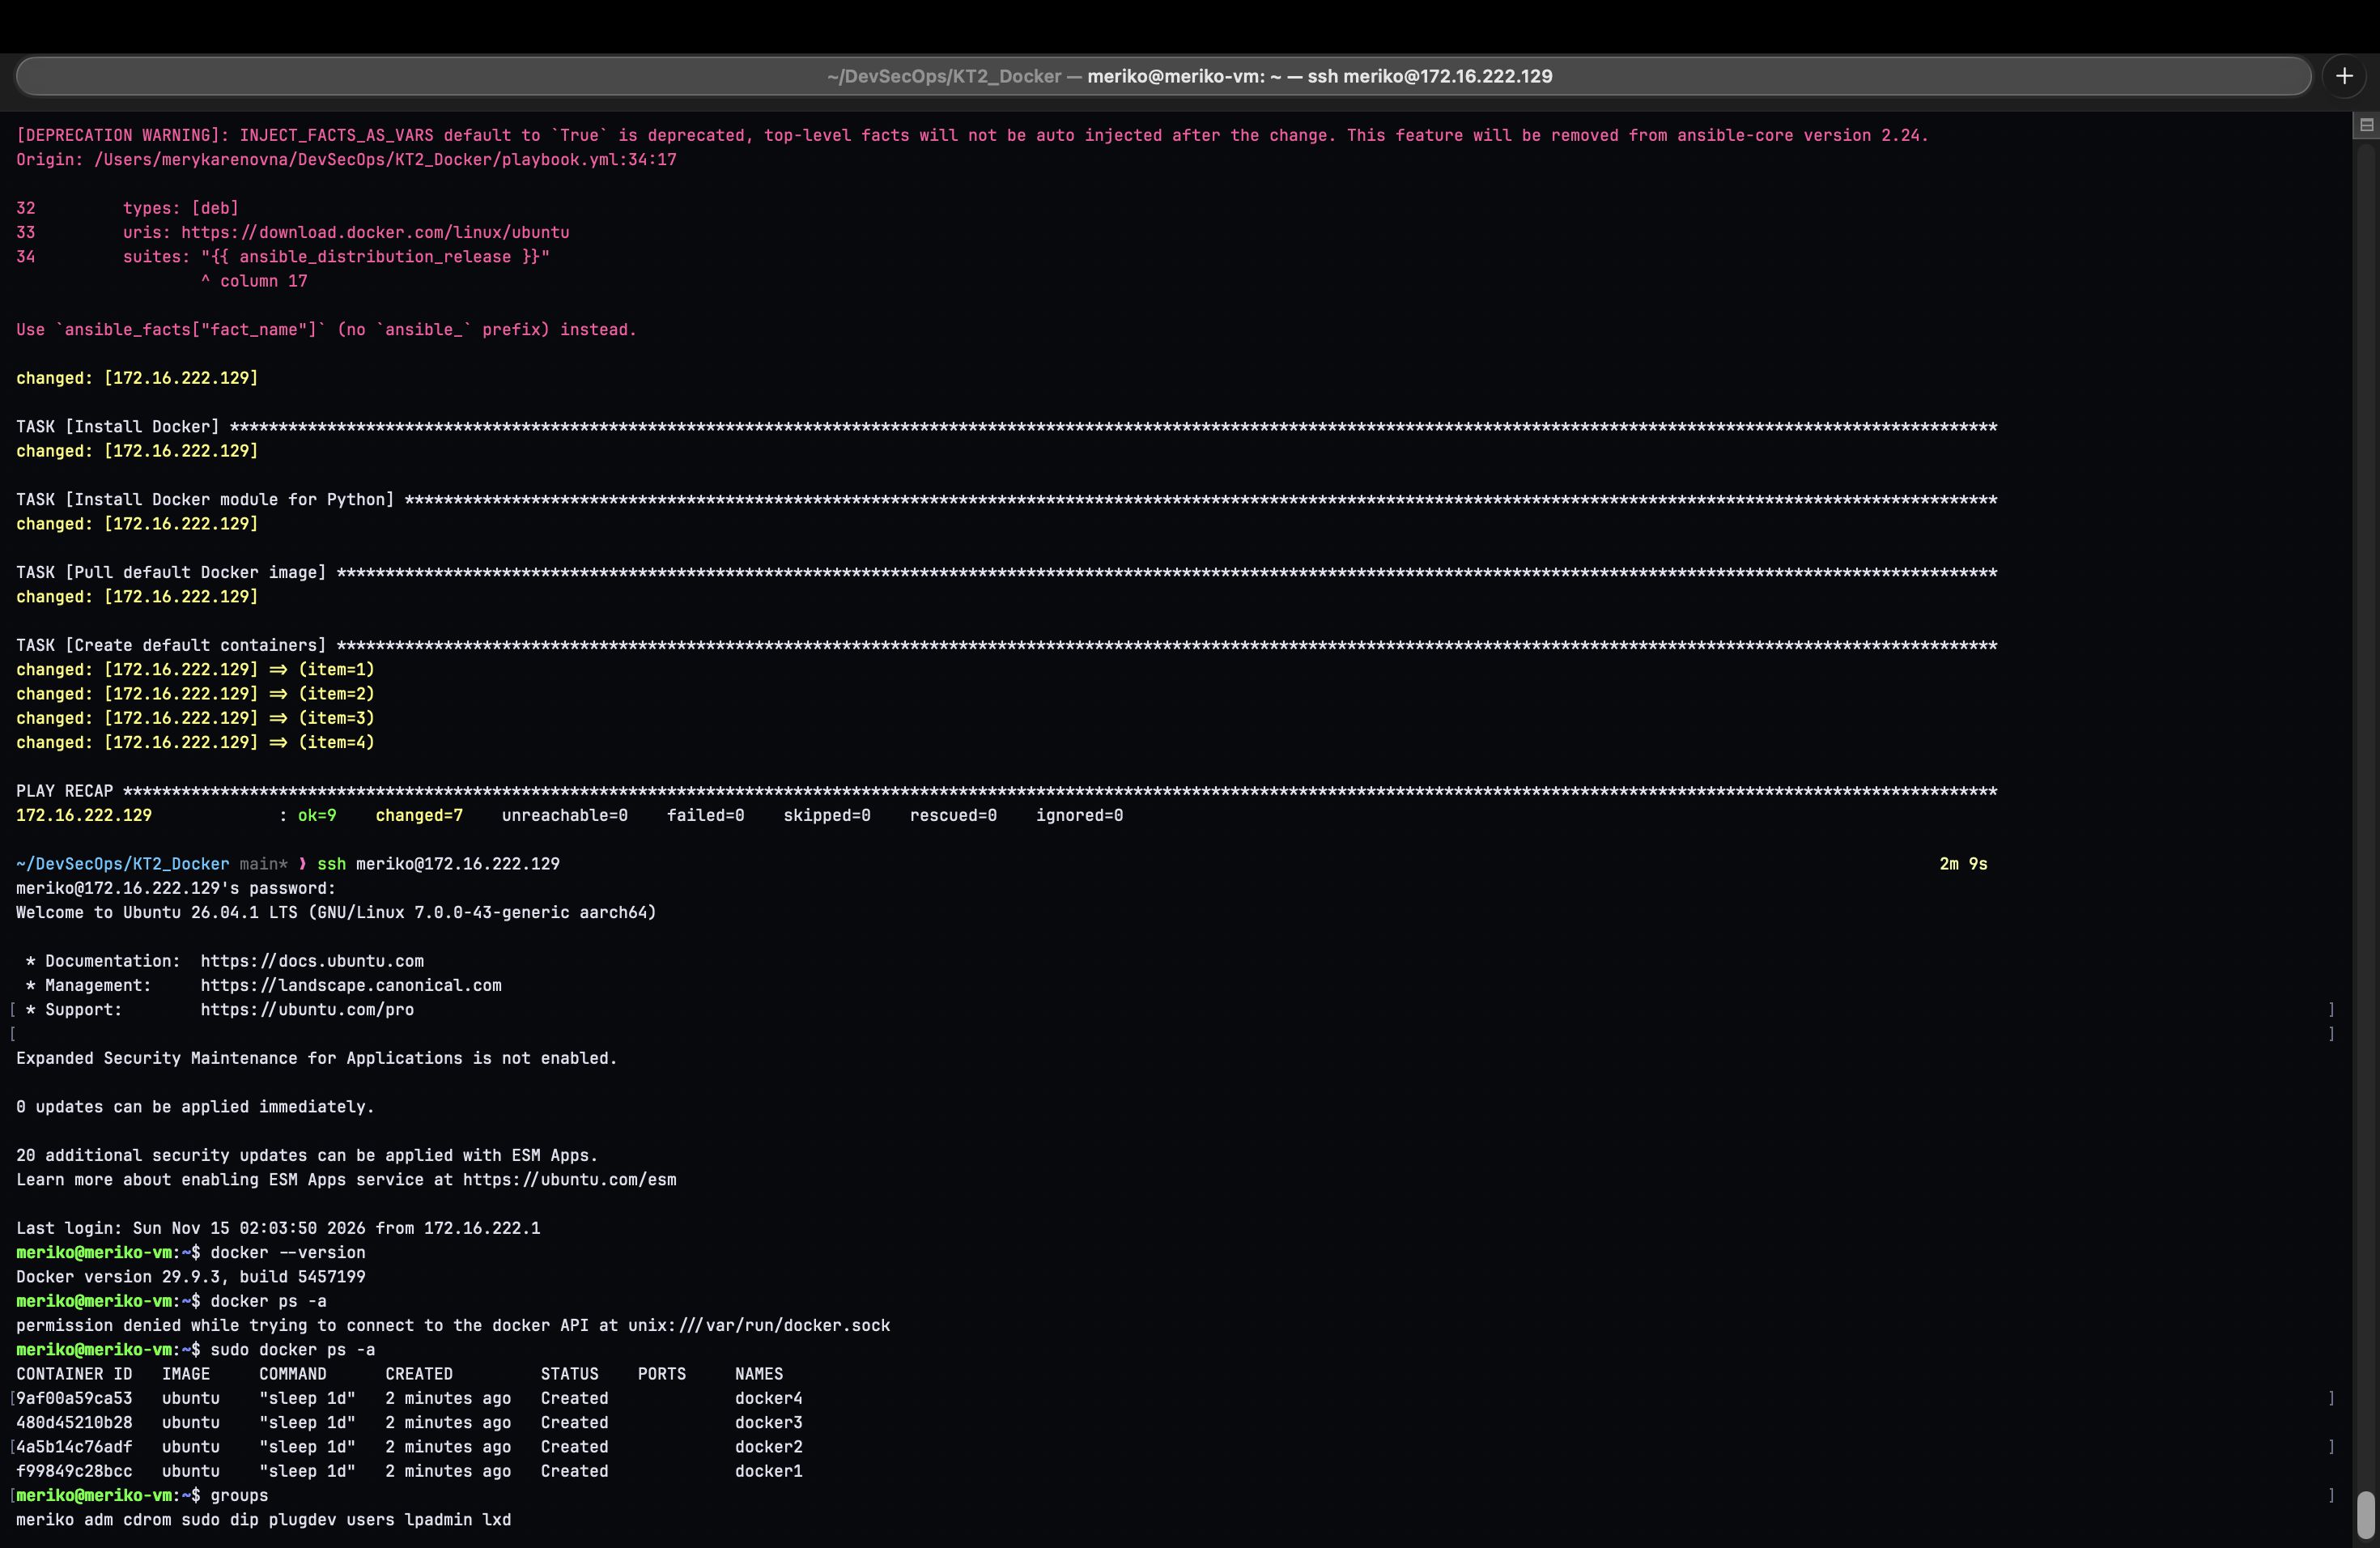 ~/DevSecOps/KT2_Docker — meriko@meriko-vm: ~ — ssh meriko@172.16.222.129
[DEPRECATION WARNING]: INJECT_FACTS_AS_VARS default to `True` is deprecated, top-level facts will not be auto injected after the change. This feature will be removed from ansible-core version 2.24.
Origin: /Users/merykarenovna/DevSecOps/KT2_Docker/playbook.yml:34:17
32         types: [deb]
33         uris: https://download.docker.com/linux/ubuntu
34         suites: "{{ ansible_distribution_release }}"
^ column 17
Use `ansible_facts["fact_name"]` (no `ansible_` prefix) instead.
changed: [172.16.222.129]
TASK [Install Docker] **************************************************************************************************************************************************************************************
changed: [172.16.222.129]
TASK [Install Docker module for Python] ********************************************************************************************************************************************************************
changed: [172.16.222.129]
TASK [Pull default Docker image] ***************************************************************************************************************************************************************************
changed: [172.16.222.129]
TASK [Create default containers] ***************************************************************************************************************************************************************************
changed: [172.16.222.129] => (item=1)
changed: [172.16.222.129] => (item=2)
changed: [172.16.222.129] => (item=3)
changed: [172.16.222.129] => (item=4)
PLAY RECAP *************************************************************************************************************************************************************************************************
172.16.222.129             : ok=9    changed=7    unreachable=0    failed=0    skipped=0    rescued=0    ignored=0
~/DevSecOps/KT2_Docker main* ❯ ssh meriko@172.16.222.129 2m 9s
meriko@172.16.222.129's password:
Welcome to Ubuntu 26.04.1 LTS (GNU/Linux 7.0.0-43-generic aarch64)
* Documentation:  https://docs.ubuntu.com
* Management:     https://landscape.canonical.com
[ * Support:        https://ubuntu.com/pro ]
[ ]
Expanded Security Maintenance for Applications is not enabled.
0 updates can be applied immediately.
20 additional security updates can be applied with ESM Apps.
Learn more about enabling ESM Apps service at https://ubuntu.com/esm
Last login: Sun Nov 15 02:03:50 2026 from 172.16.222.1
meriko@meriko-vm:~$ docker --version
Docker version 29.9.3, build 5457199
meriko@meriko-vm:~$ docker ps -a
permission denied while trying to connect to the docker API at unix:///var/run/docker.sock
meriko@meriko-vm:~$ sudo docker ps -a
CONTAINER ID   IMAGE     COMMAND      CREATED         STATUS    PORTS     NAMES
[9af00a59ca53   ubuntu    "sleep 1d"   2 minutes ago   Created             docker4 ]
480d45210b28   ubuntu    "sleep 1d"   2 minutes ago   Created             docker3
[4a5b14c76adf   ubuntu    "sleep 1d"   2 minutes ago   Created             docker2 ]
f99849c28bcc   ubuntu    "sleep 1d"   2 minutes ago   Created             docker1
[meriko@meriko-vm:~$ groups ]
meriko adm cdrom sudo dip plugdev users lpadmin lxd